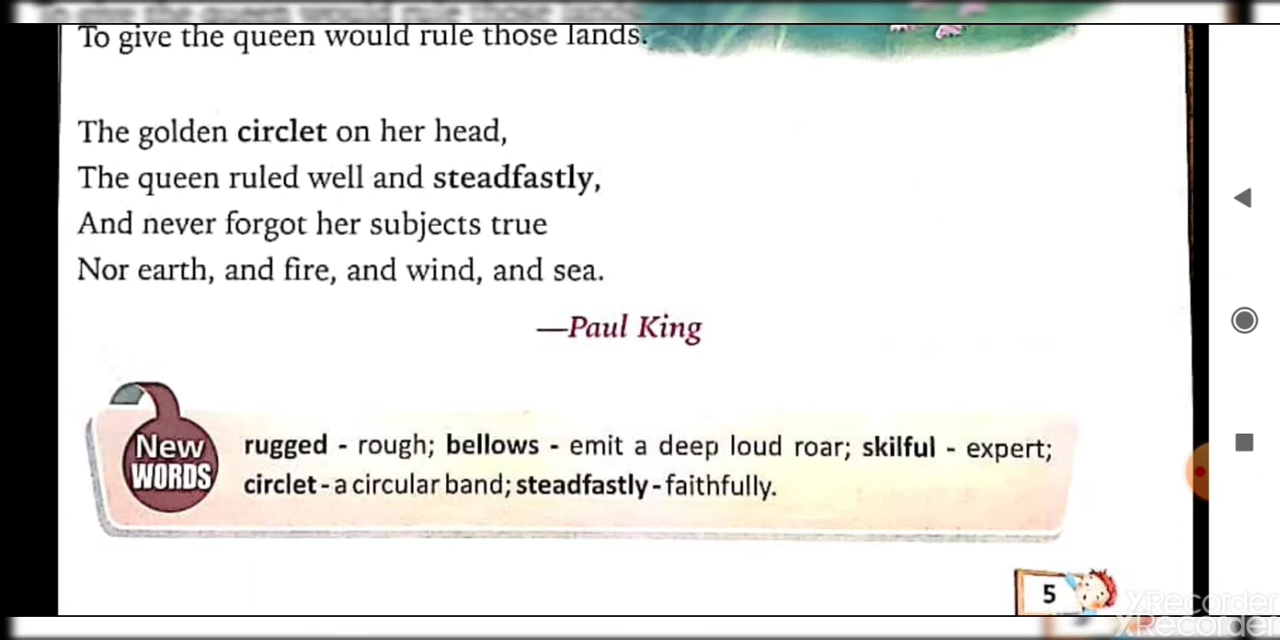 To give the queen would rule those lands.
The golden circlet on her head,
The queen ruled well and steadfastly,
And never forgot her subjects true
Nor earth, and fire, and wind, and sea.
—Paul King
New
WORDS
rugged - rough; bellows - emit a deep loud roar; skilful - expert;
circlet - a circular band; steadfastly - faithfully.
5
XRecorder
XRecorder